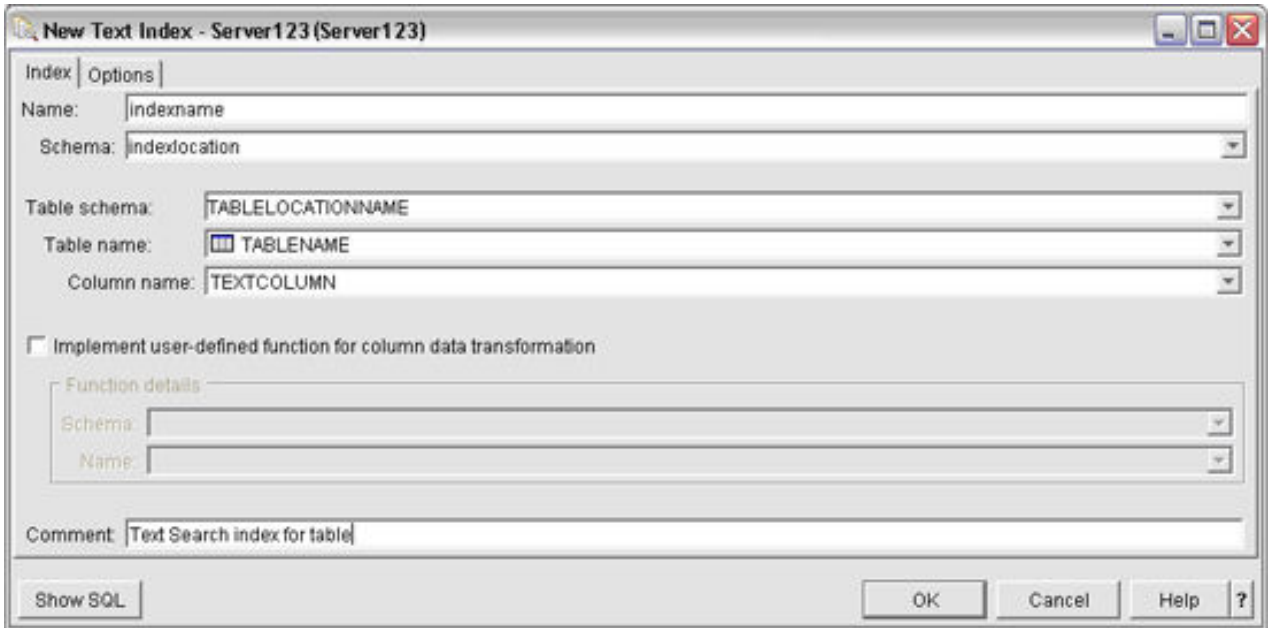 New Text Index - Server123 (Server123)
Index Options
Name: indexname
Schema: indexlocation
Table schema: TABLELOCATIONNAME
Table name: TABLENAME
Column name: TEXTCOLUMN
Implement user-defined function for column data transformation
Function details
Schema:
Name:
Comment: Text Search index for table
Show SQL OK Cancel Help ?